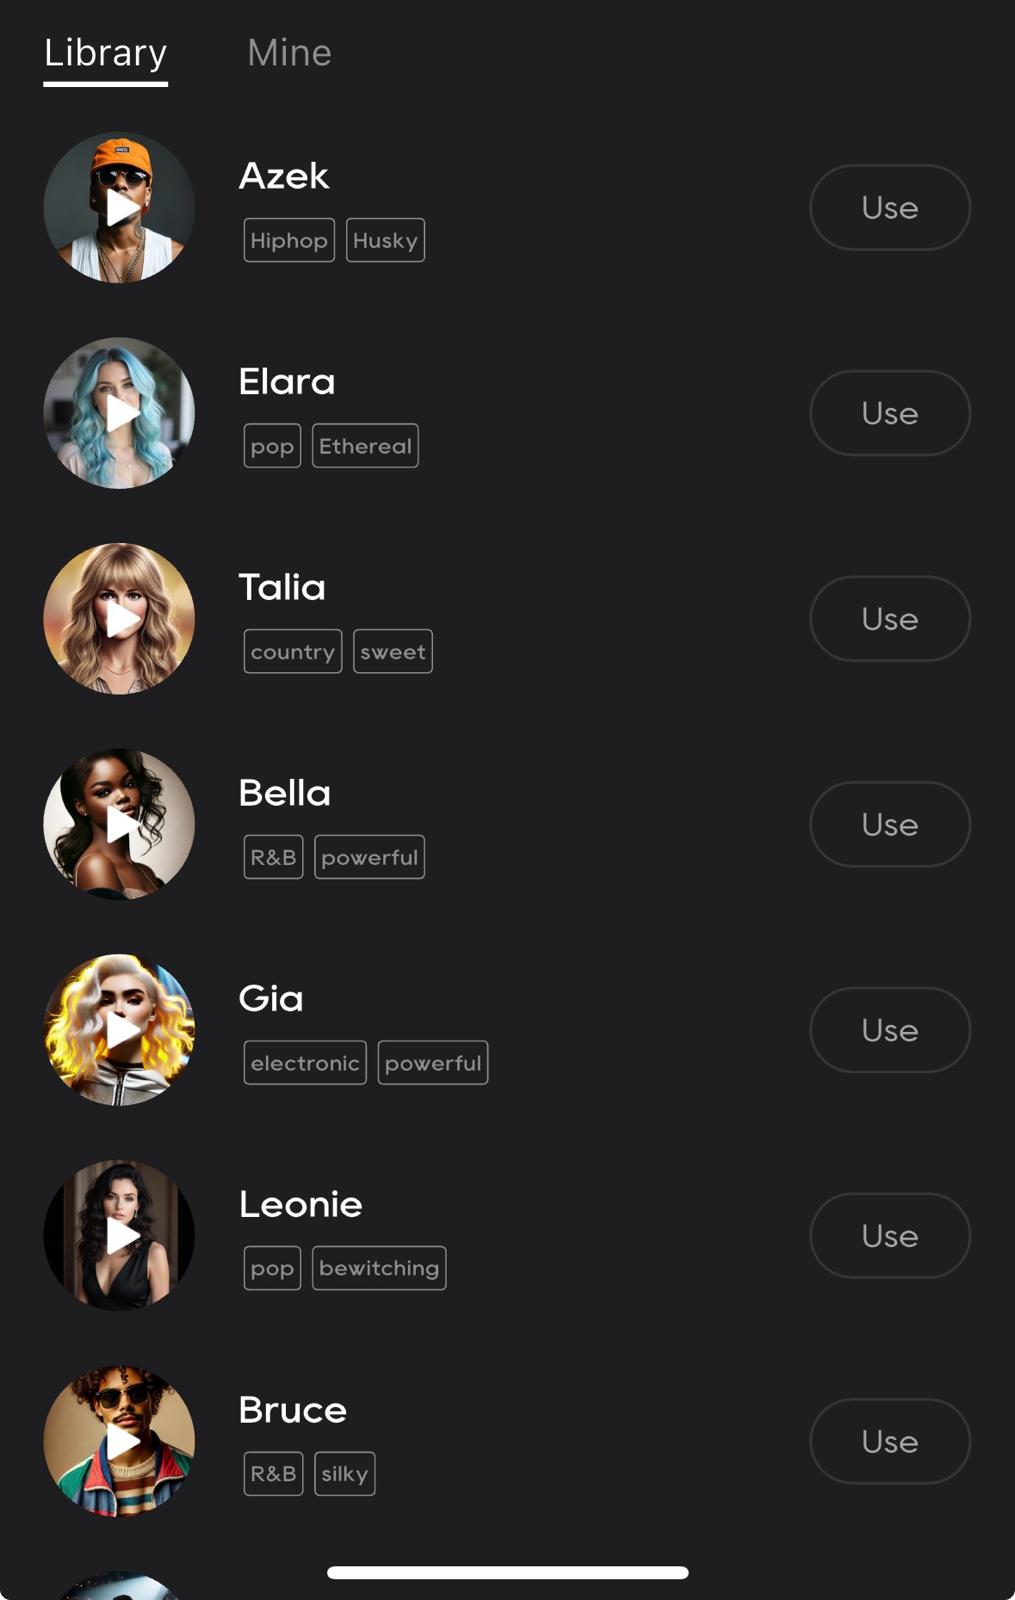 Library Mine
Azek
Hiphop Husky
Use
Elara
pop Ethereal
Use
Talia
country sweet
Use
Bella
R&B powerful
Use
Gia
electronic powerful
Use
Leonie
pop bewitching
Use
Bruce
R&B silky
Use